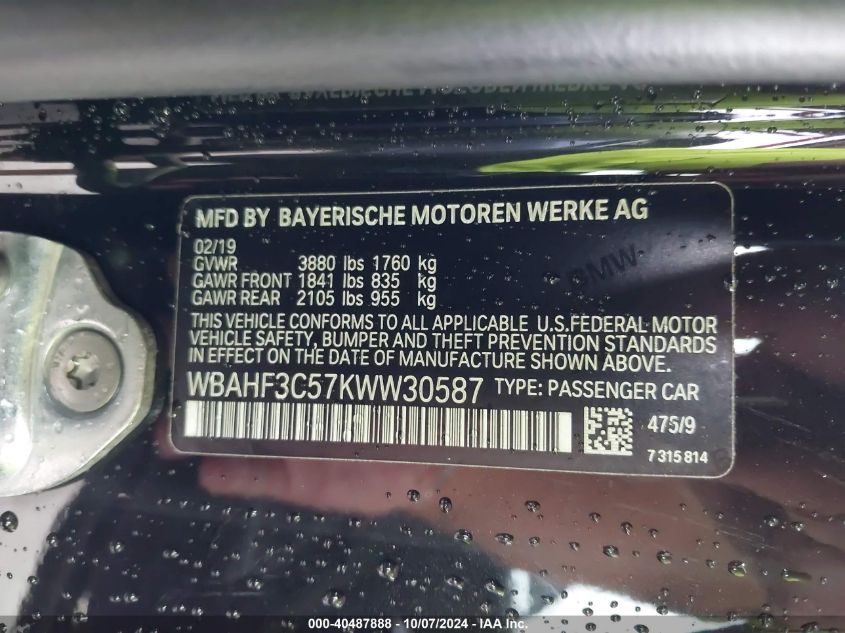 MFD BY BAYERISCHE MOTOREN WERKE AG
02/19
GVWR 3880 lbs 1760 kg
GAWR FRONT 1841 lbs 835 kg
GAWR REAR 2105 lbs 955 kg
BMW
THIS VEHICLE CONFORMS TO ALL APPLICABLE U.S.FEDERAL MOTOR
VEHICLE SAFETY, BUMPER AND THEFT PREVENTION STANDARDS
IN EFFECT ON THE DATE OF MANUFACTURE SHOWN ABOVE.
WBAHF3C57KWW30587 TYPE: PASSENGER CAR
475/9
7 315 814
000-40487888 - 10/07/2024 - IAA Inc.